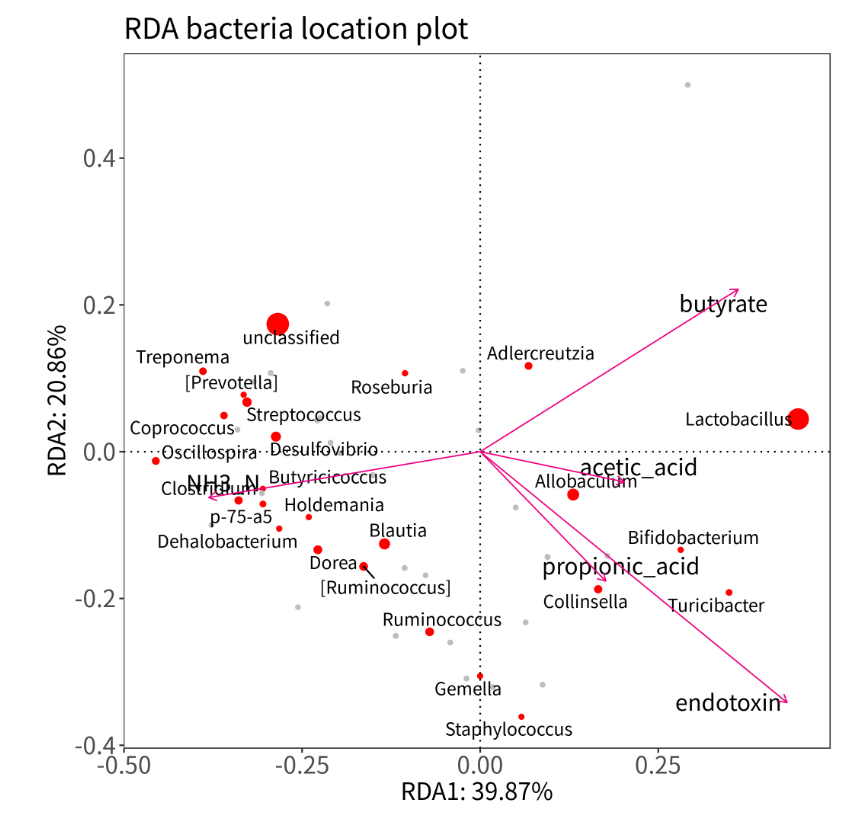 RDA bacteria location plot
0.4
butyrate
0.2
unclassified
Treponema
Adlercreutzia
[Prevotella]
Roseburia
Streptococcus
Lactobacillus
Coprococcus
0.0
Oscillospira
Desulfovibrio
acetic_acid
NH3_N
Butyricicoccus
Allobaculum
Clostridium
Holdemania
p-75-a5
Blautia
Bifidobacterium
Dehalobacterium
Dorea
propionic_acid
[Ruminococcus]
-0.2
Collinsella
Turicibacter
Ruminococcus
Gemella
endotoxin
Staphylococcus
-0.4
-0.50
-0.25
0.00
0.25
RDA1: 39.87%
RDA2: 20.86%